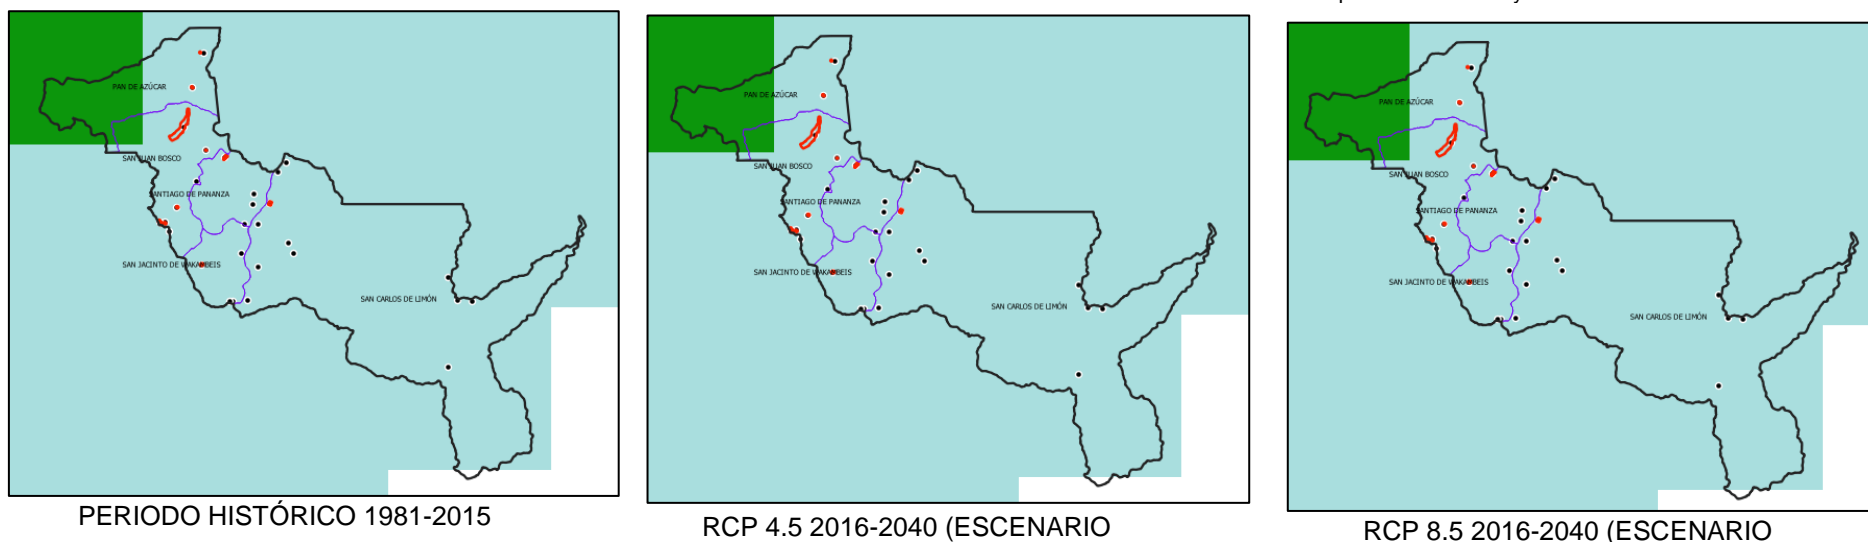 PAN DE AZÚCAR
SAN JUAN BOSCO
SANTIAGO DE PANANZA
SAN JACINTO DE WAKAMBEIS
SAN CARLOS DE LIMÓN
PERIODO HISTÓRICO 1981-2015
PAN DE AZÚCAR
SAN JUAN BOSCO
SANTIAGO DE PANANZA
SAN JACINTO DE WAKAMBEIS
SAN CARLOS DE LIMÓN
RCP 4.5 2016-2040 (ESCENARIO
PAN DE AZÚCAR
SAN JUAN BOSCO
SANTIAGO DE PANANZA
SAN JACINTO DE WAKAMBEIS
SAN CARLOS DE LIMÓN
RCP 8.5 2016-2040 (ESCENARIO